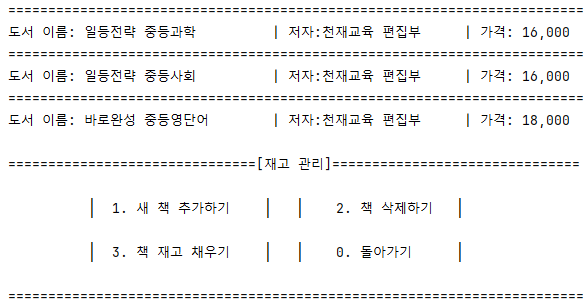 ========================================================================
도서 이름: 일등전략 중등과학 | 저자:천재교육 편집부 | 가격: 16,000
========================================================================
도서 이름: 일등전략 중등사회 | 저자:천재교육 편집부 | 가격: 16,000
========================================================================
도서 이름: 바로완성 중등영단어 | 저자:천재교육 편집부 | 가격: 18,000
===============================[재고 관리]===============================
| 1. 새 책 추가하기 | | 2. 책 삭제하기 |
| 3. 책 재고 채우기 | | 0. 돌아가기 |
========================================================================